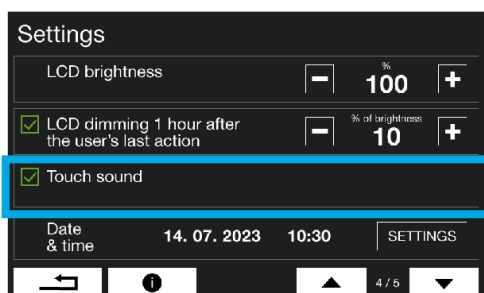 Settings
LCD brightness
%
− 100 +
LCD dimming 1 hour after
the user's last action
% of brightness
− 10 +
Touch sound
Date
& time
14. 07. 2023 10:30 SETTINGS
4/5